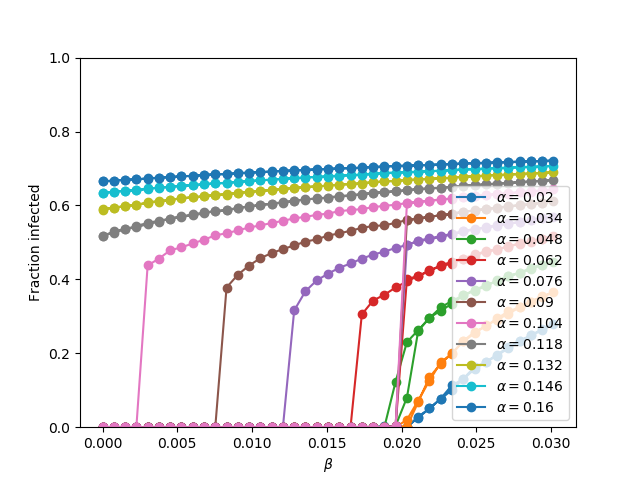 1.0
0.8
0.6
0.4
0.2
0.0
Fraction infected
0.000 0.005 0.010 0.015 0.020 0.025 0.030
β
α = 0.02
α = 0.034
α = 0.048
α = 0.062
α = 0.076
α = 0.09
α = 0.104
α = 0.118
α = 0.132
α = 0.146
α = 0.16